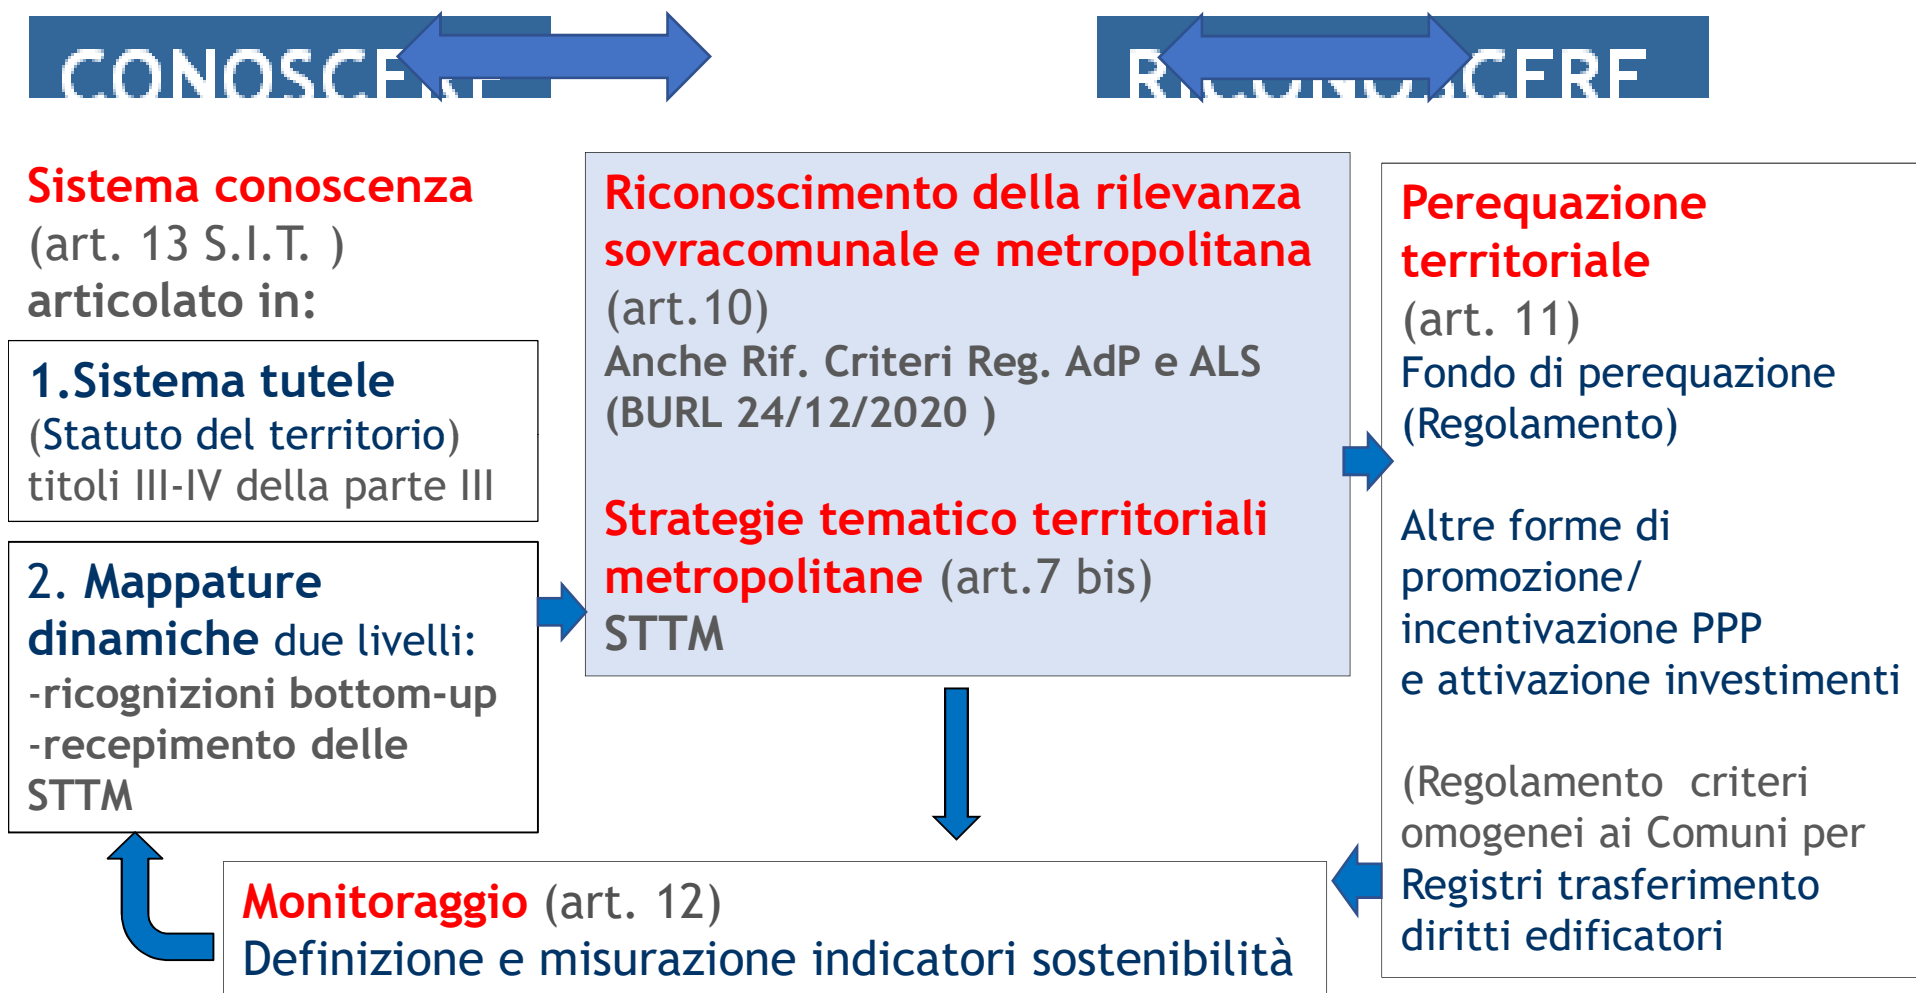 CONOSCERE
RICONOSCERE
Sistema conoscenza
(art. 13 S.I.T. )
articolato in:
1.Sistema tutele
(Statuto del territorio)
titoli III-IV della parte III
2. Mappature
dinamiche due livelli:
-ricognizioni bottom-up
-recepimento delle
STTM
Riconoscimento della rilevanza
sovracomunale e metropolitana
(art.10)
Anche Rif. Criteri Reg. AdP e ALS
(BURL 24/12/2020 )
Strategie tematico territoriali
metropolitane (art.7 bis)
STTM
Perequazione
territoriale
(art. 11)
Fondo di perequazione
(Regolamento)
Altre forme di
promozione/
incentivazione PPP
e attivazione investimenti
(Regolamento  criteri
omogenei ai Comuni per
Registri trasferimento
diritti edificatori
Monitoraggio (art. 12)
Definizione e misurazione indicatori sostenibilità